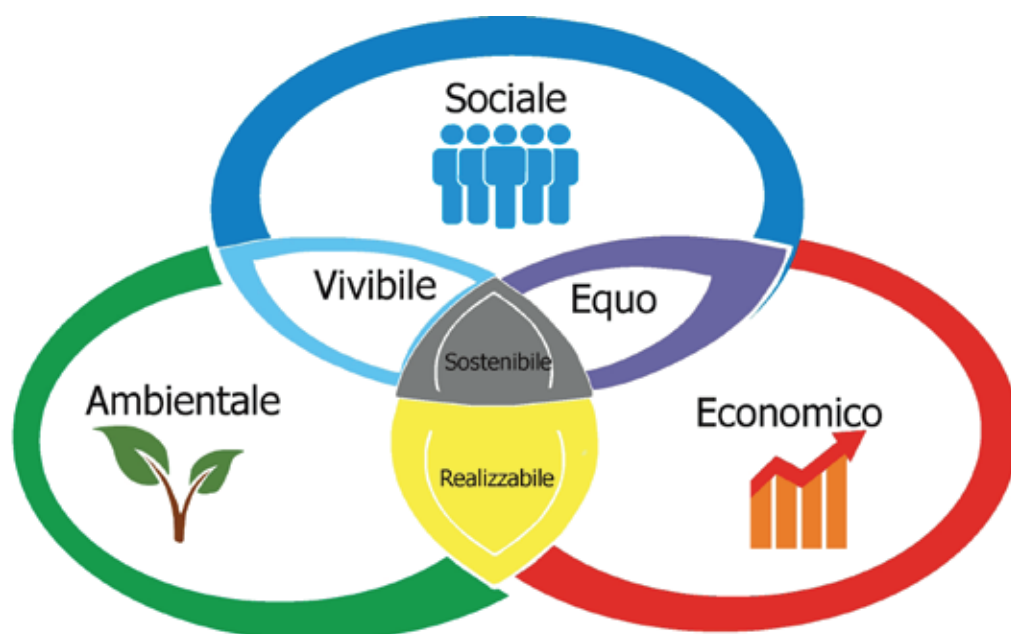 Sociale
Vivibile
Equo
Sostenibile
Ambientale
Economico
Realizzabile